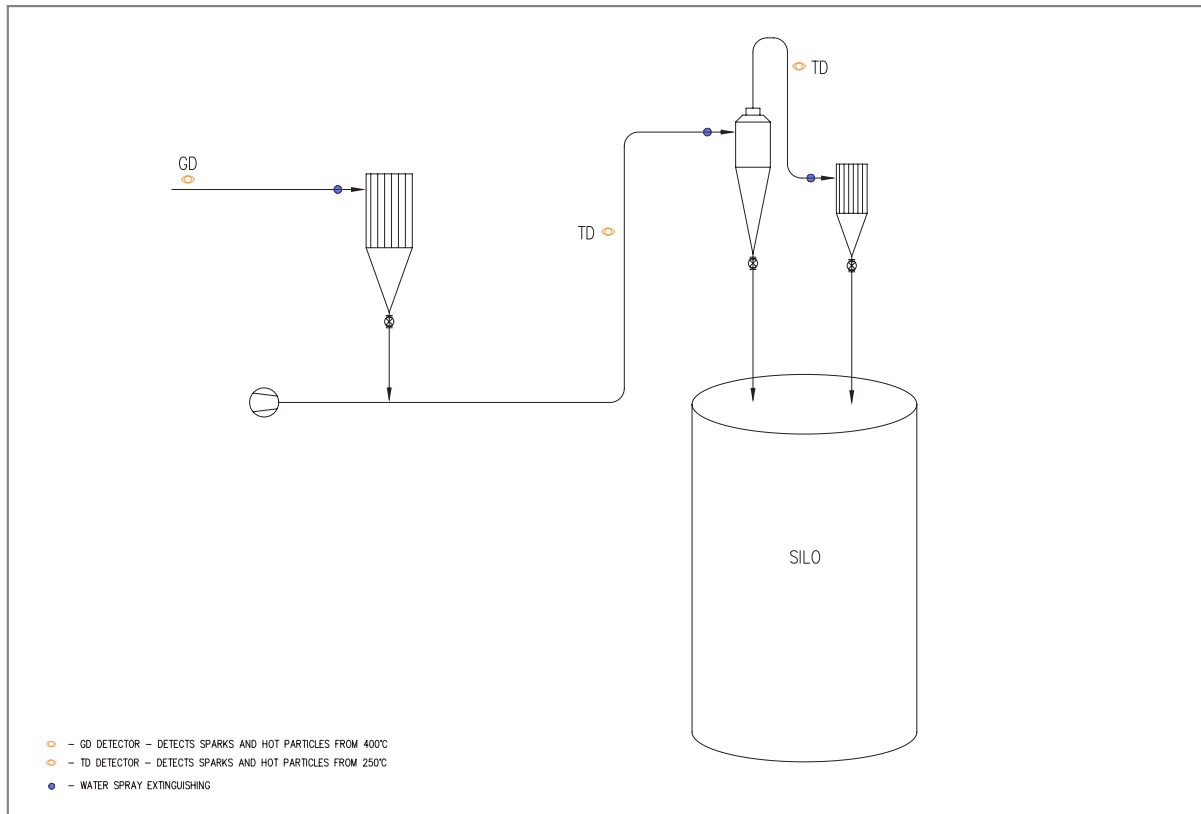 TD
GD
TD
SILO
– GD DETECTOR – DETECTS SPARKS AND HOT PARTICLES FROM 400°C
– TD DETECTOR – DETECTS SPARKS AND HOT PARTICLES FROM 250°C
– WATER SPRAY EXTINGUISHING